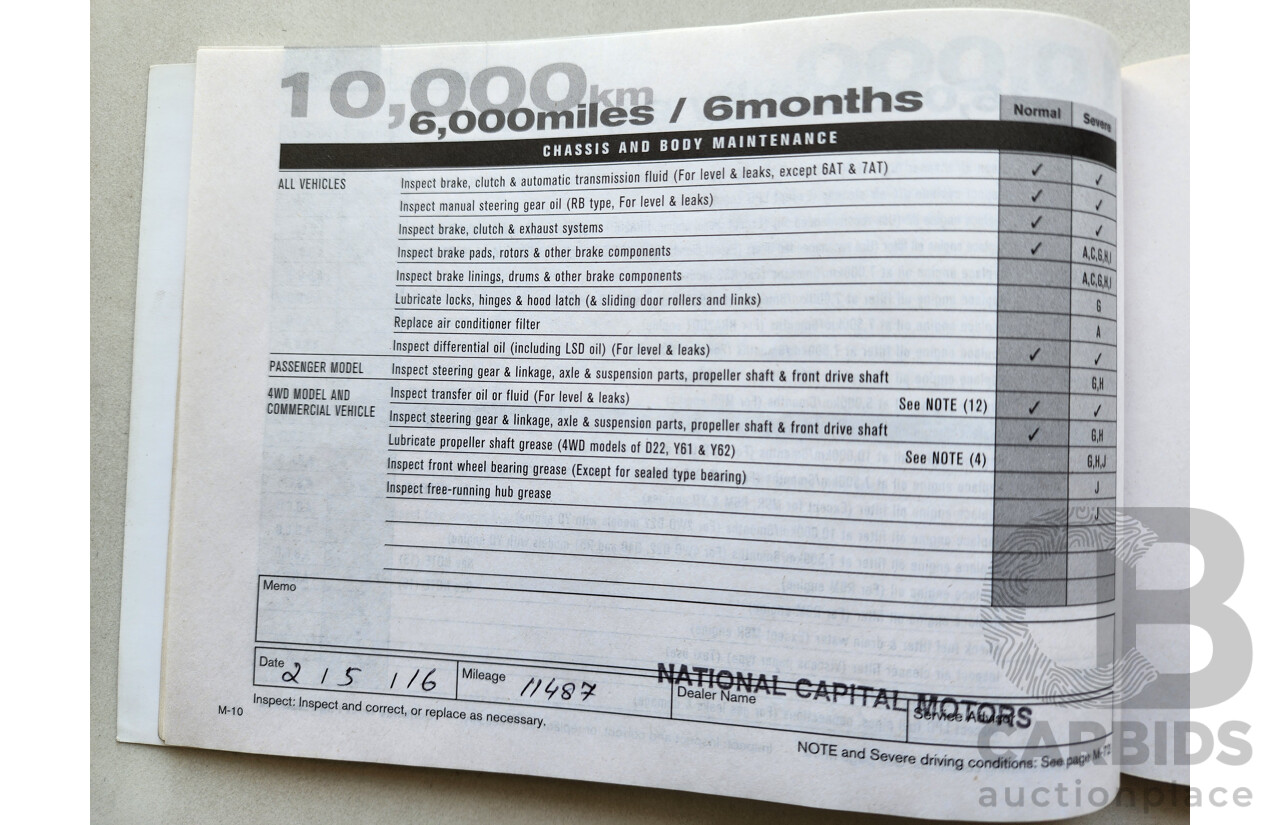 10,000km
6,000miles / 6months
Normal Severe
CHASSIS AND BODY MAINTENANCE
ALL VEHICLES Inspect brake, clutch & automatic transmission fluid (For level & leaks, except 6AT & 7AT) ✓ ✓
Inspect manual steering gear oil (RB type, For level & leaks) ✓ ✓
Inspect brake, clutch & exhaust systems ✓ ✓
Inspect brake pads, rotors & other brake components ✓ A,C,G,H,I
Inspect brake linings, drums & other brake components A,C,G,H,I
Lubricate locks, hinges & hood latch (& sliding door rollers and links) G
Replace air conditioner filter A
Inspect differential oil (including LSD oil) (For level & leaks) ✓ ✓
PASSENGER MODEL Inspect steering gear & linkage, axle & suspension parts, propeller shaft & front drive shaft G,H
4WD MODEL AND Inspect transfer oil or fluid (For level & leaks) See NOTE (12) ✓ ✓
COMMERCIAL VEHICLE Inspect steering gear & linkage, axle & suspension parts, propeller shaft & front drive shaft ✓ G,H
Lubricate propeller shaft grease (4WD models of D22, Y61 & Y62) See NOTE (4) G,H,J
Inspect front wheel bearing grease (Except for sealed type bearing) J
Inspect free-running hub grease J
Memo
Date 2 / 5 / 16 Mileage 11487
NATIONAL CAPITAL MOTORS
Dealer Name Service Advisor
M-10 Inspect: Inspect and correct, or replace as necessary.
NOTE and Severe driving conditions: See page M-72
CB
CARBIDS
auctionplace